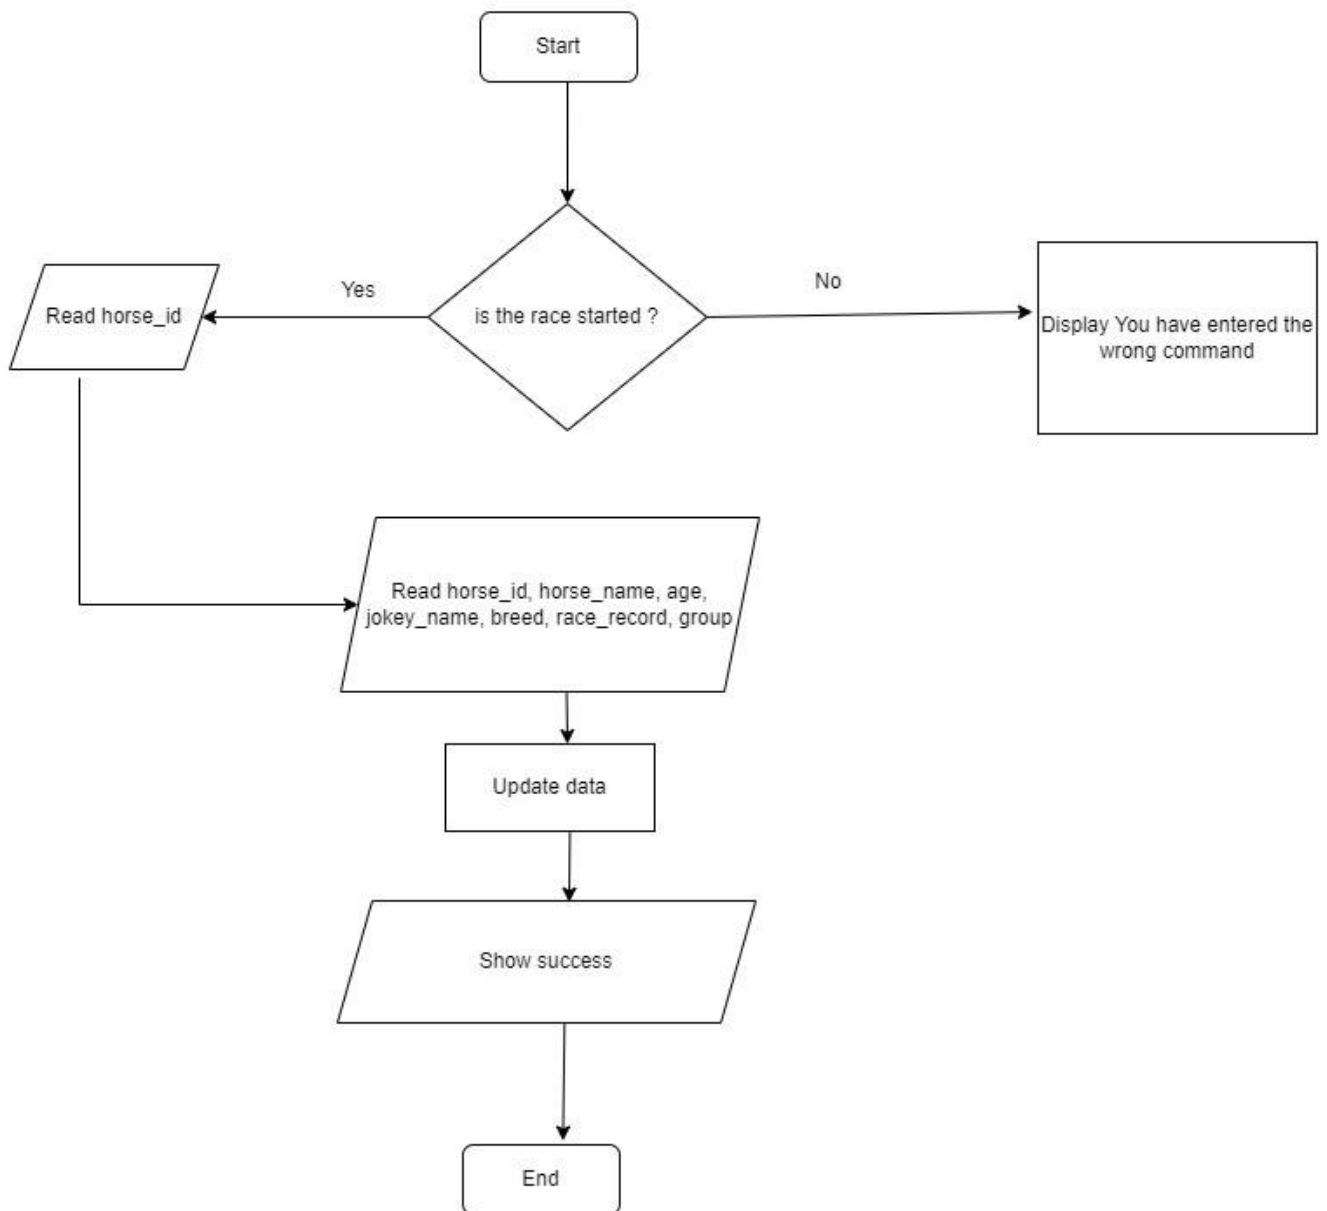 Start
Yes
No
Read horse_id
is the race started ?
Display You have entered the
wrong command
Read horse_id, horse_name, age,
jokey_name, breed, race_record, group
Update data
Show success
End